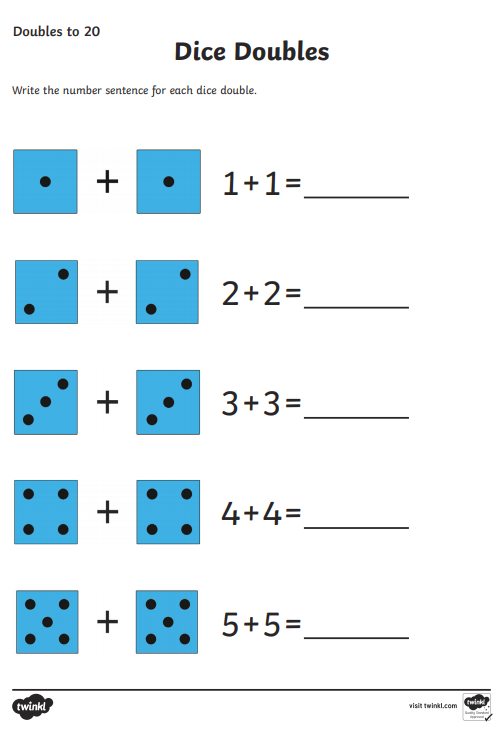 Doubles to 20
Dice Doubles
Write the number sentence for each dice double.
+ 1+1=
+ 2+2=
+ 3+3=
+ 4+4=
+ 5+5=
twinkl
visit twinkl.com
twinkl